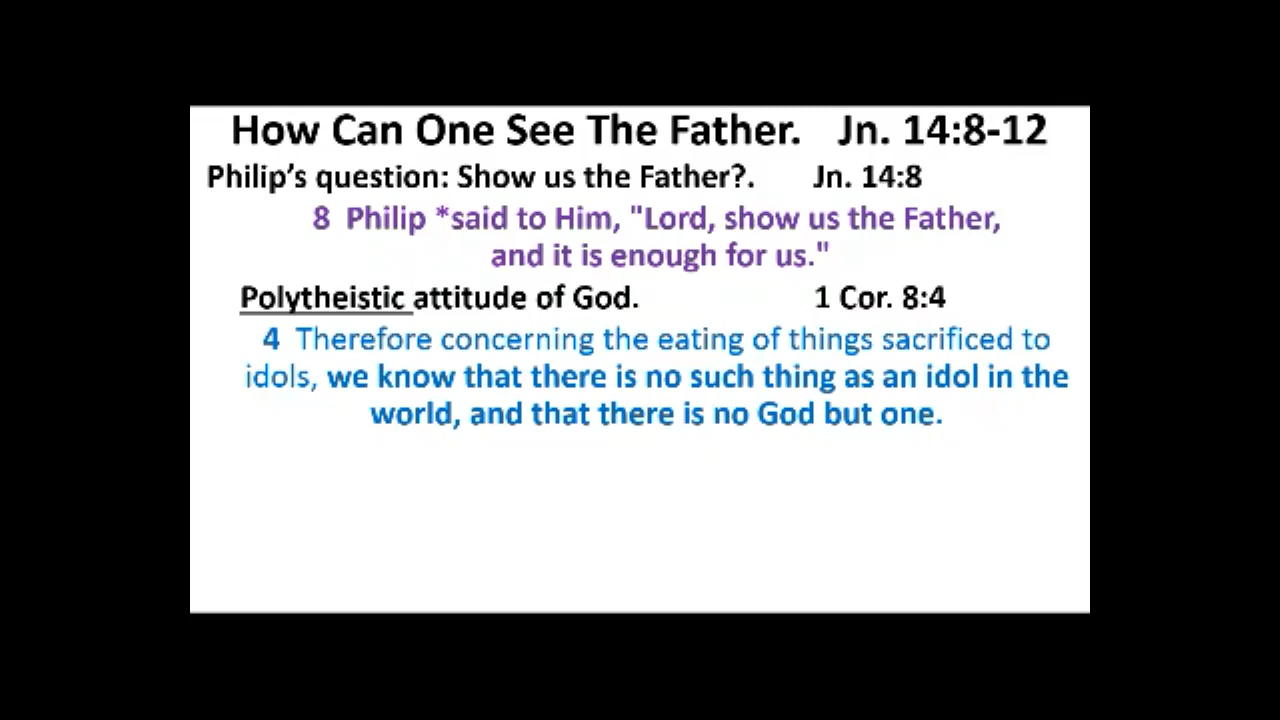 How Can One See The Father. Jn. 14:8-12
Philip's question: Show us the Father?. Jn. 14:8
8 Philip *said to Him, "Lord, show us the Father,
and it is enough for us."
Polytheistic attitude of God. 1 Cor. 8:4
4 Therefore concerning the eating of things sacrificed to
idols, we know that there is no such thing as an idol in the
world, and that there is no God but one.